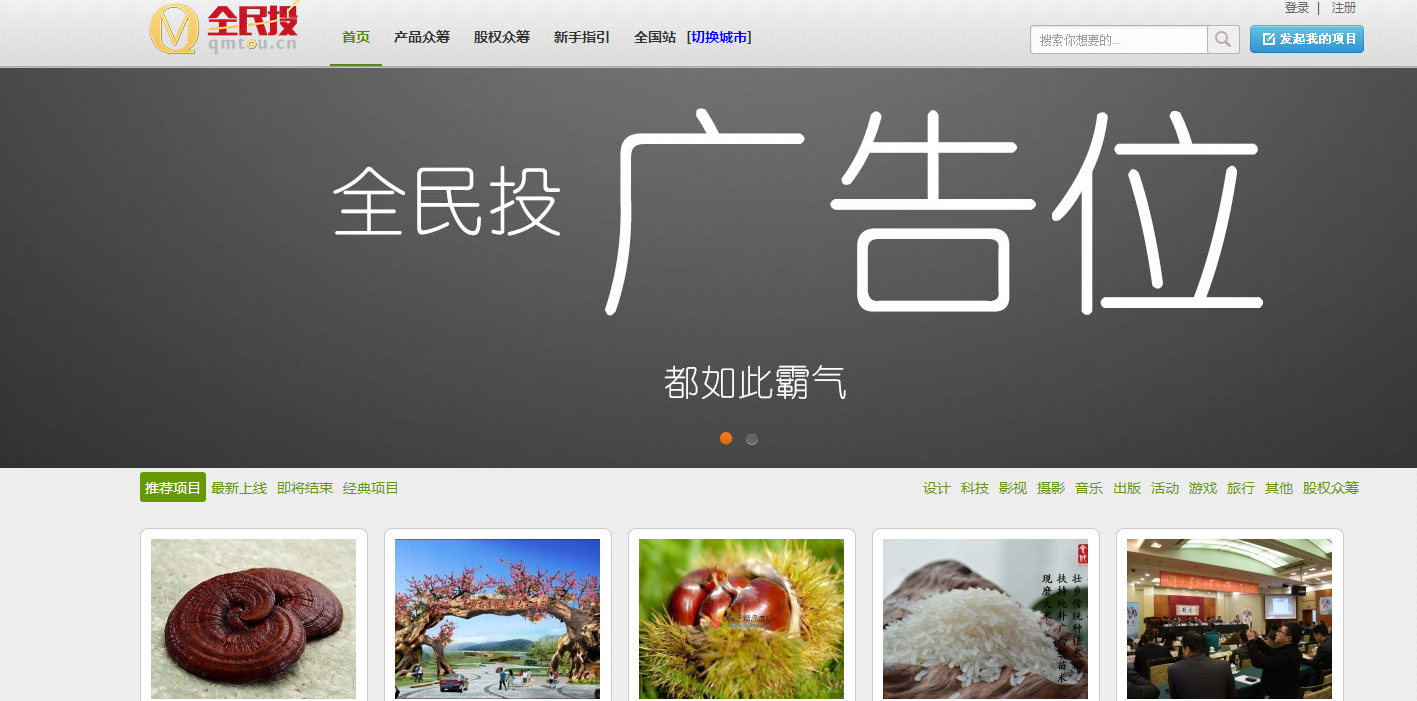 登录 | 注册
全民投
qmtou.cn
首页 产品众筹 股权众筹 新手指引 全国站 [切换城市]
搜索你想要的...
发起我的项目
全民投 广告位
都如此霸气
推荐项目 最新上线 即将结束 经典项目
设计 科技 影视 摄影 音乐 出版 活动 游戏 旅行 其他 股权众筹